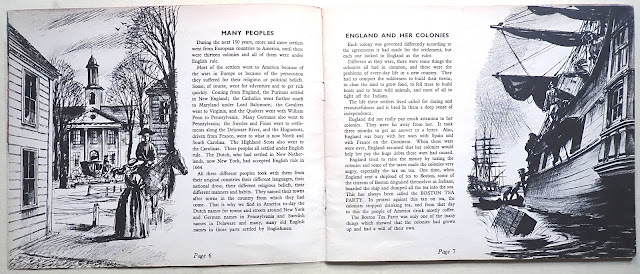 MANY PEOPLES
During the next 150 years, more and more settlers
went from European countries to America, until there
were thirteen colonies and all of them were under
English rule.
Most of the settlers went to America because of
the wars in Europe or because of the persecution
they suffered for their religious or political beliefs.
Some, of course, went for adventure and to get rich
quickly. Coming from England, the Puritans settled
in New England; the Catholics went further south
to Maryland under Lord Baltimore; the Cavaliers
went to Virginia, and the Quakers went with William
Penn to Pennsylvania. Many Germans also went to
Pennsylvania; the Swedes and Finns went to settle-
ments along the Delaware River, and the Huguenots,
driven from France, went to what is now North and
South Carolina. The Highland Scots also went to
the Carolinas. These peoples all settled under English
rule. The Dutch, who had settled in New Nether-
lands, now New York, had accepted English rule in
1664.
All these different peoples took with them from
their original countries their different languages, their
national dress, their different religious beliefs, their
different manners and habits. They named their towns
after towns in the country from which they had
come. That is why we find in America to-day the
Dutch names for towns and streets around New York
and German names in Pennsylvania and Swedish
names in Delaware and, mostly, many old English
names in those parts settled by Englishmen.
Page 6
ENGLAND AND HER COLONIES
Each colony was governed differently according to
the agreement it had made for the settlement, but
each one looked to England as the ruler.
Different as they were, there were some things the
colonies all had in common, and these were the
problems of every-day life in a new country. They
had to conquer the wilderness to build their towns,
to clear the land to grow food, to fell trees to build
boats and to hunt wild animals, and most of all to
fight off the Indians.
The life these settlers lived called for daring and
resourcefulness and it bred in them a deep sense of
independence.
England did not really pay much attention to her
colonies. They were far away from her. It took
three months to get an answer to a letter. Also,
England was busy with her wars with Spain and
with France on the Continent. When these wars
were over, England assumed that her colonies would
help her pay the huge debts these wars had caused.
England tried to raise the money by taxing the
colonies and some of the taxes made the colonies very
angry, especially the tax on tea. One time, when
England sent a shipload of tea to Boston, some of
the citizens of Boston disguised themselves as Indians,
boarded the ship and dumped all the tea into the sea.
This has always been called the BOSTON TEA
PARTY. In protest against this tax on tea, the
colonists stopped drinking tea, and from that day
to this the people of America drink mostly coffee.
The Boston Tea Party was only one of the many
things which showed that the colonies had grown
up and had a will of their own.
Page 7